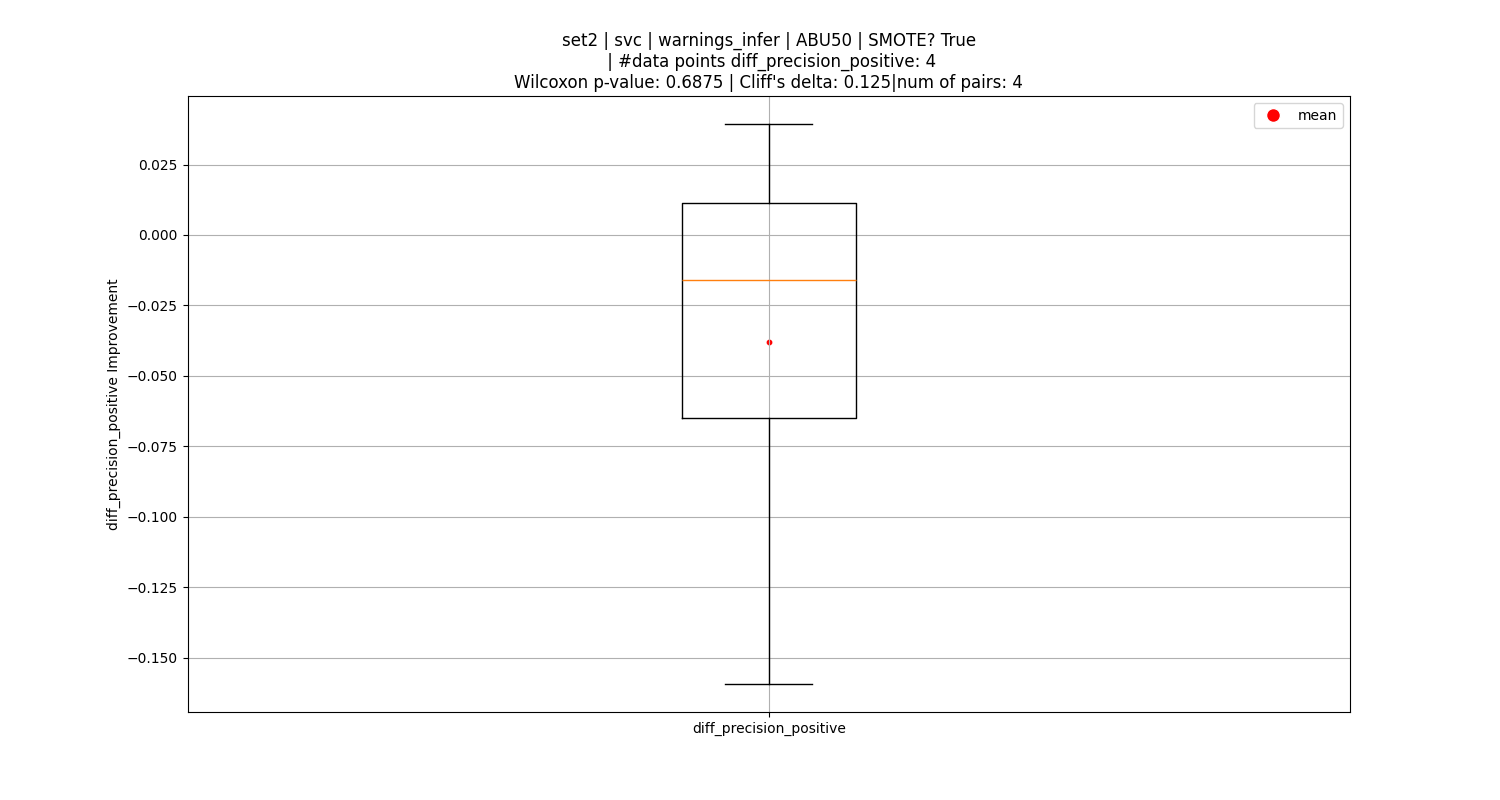 set2 | svc | warnings_infer | ABU50 | SMOTE? True
| #data points diff_precision_positive: 4
Wilcoxon p-value: 0.6875 | Cliff's delta: 0.125|num of pairs: 4
mean
0.025
0.000
−0.025
−0.050
−0.075
−0.100
−0.125
−0.150
diff_precision_positive Improvement
diff_precision_positive